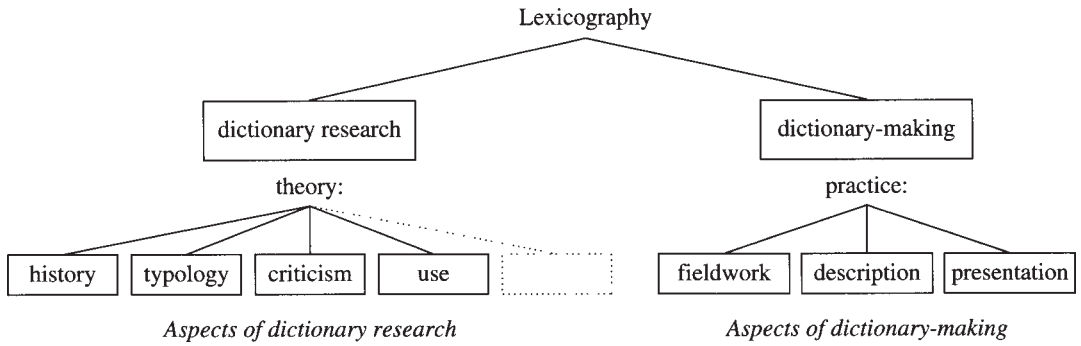 Lexicography
dictionary research
dictionary-making
theory:
practice:
history
typology
criticism
use
fieldwork
description
presentation
Aspects of dictionary research
Aspects of dictionary-making